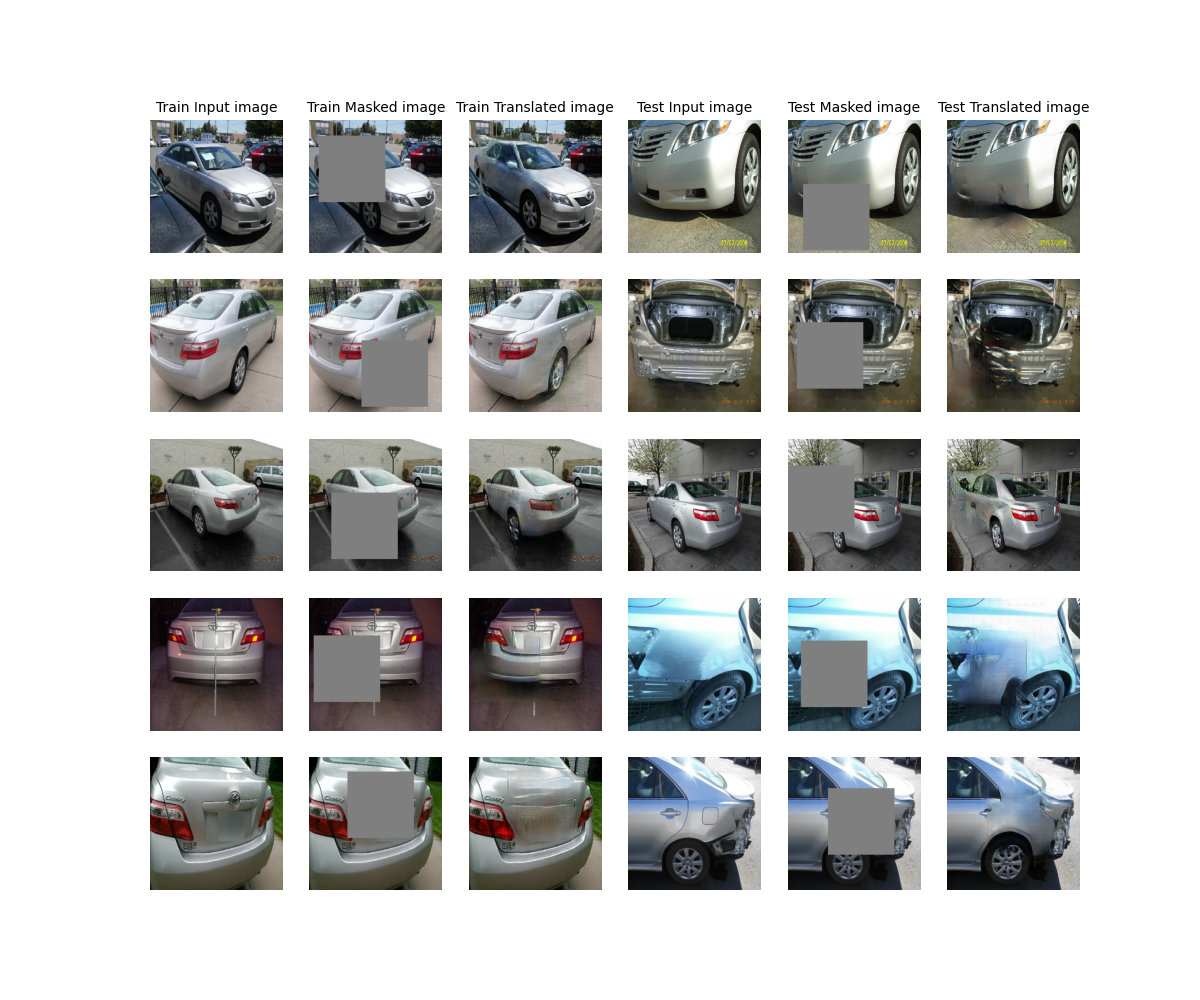 Train Input image
Train Masked image
Train Translated image
Test Input image
Test Masked image
Test Translated image